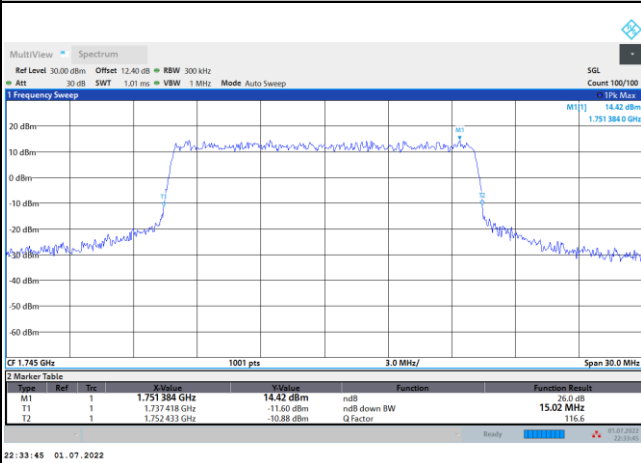 MultiView Spectrum
Ref Level 30.00 dBm Offset 12.40 dB RBW 300 kHz SGL
Att 30 dB SWT 1.01 ms VBW 1 MHz Mode Auto Sweep Count 100/100
1 Frequency Sweep 1Pk Max
M1[1] 14.42 dBm
1.751 384 0 GHz
M1
20 dBm
10 dBm
0 dBm
T1 T2
-10 dBm
-20 dBm
-30 dBm
-40 dBm
-50 dBm
-60 dBm
CF 1.745 GHz 1001 pts 3.0 MHz/ Span 30.0 MHz
2 Marker Table
Type Ref Trc X-Value Y-Value Function Function Result
M1 1 1.751 384 GHz 14.42 dBm ndB 26.0 dB
T1 1 1.737 418 GHz -11.60 dBm ndB down BW 15.02 MHz
T2 1 1.752 433 GHz -10.88 dBm Q Factor 116.6
Ready 01.07.2022
22:33:45
22:33:45 01.07.2022